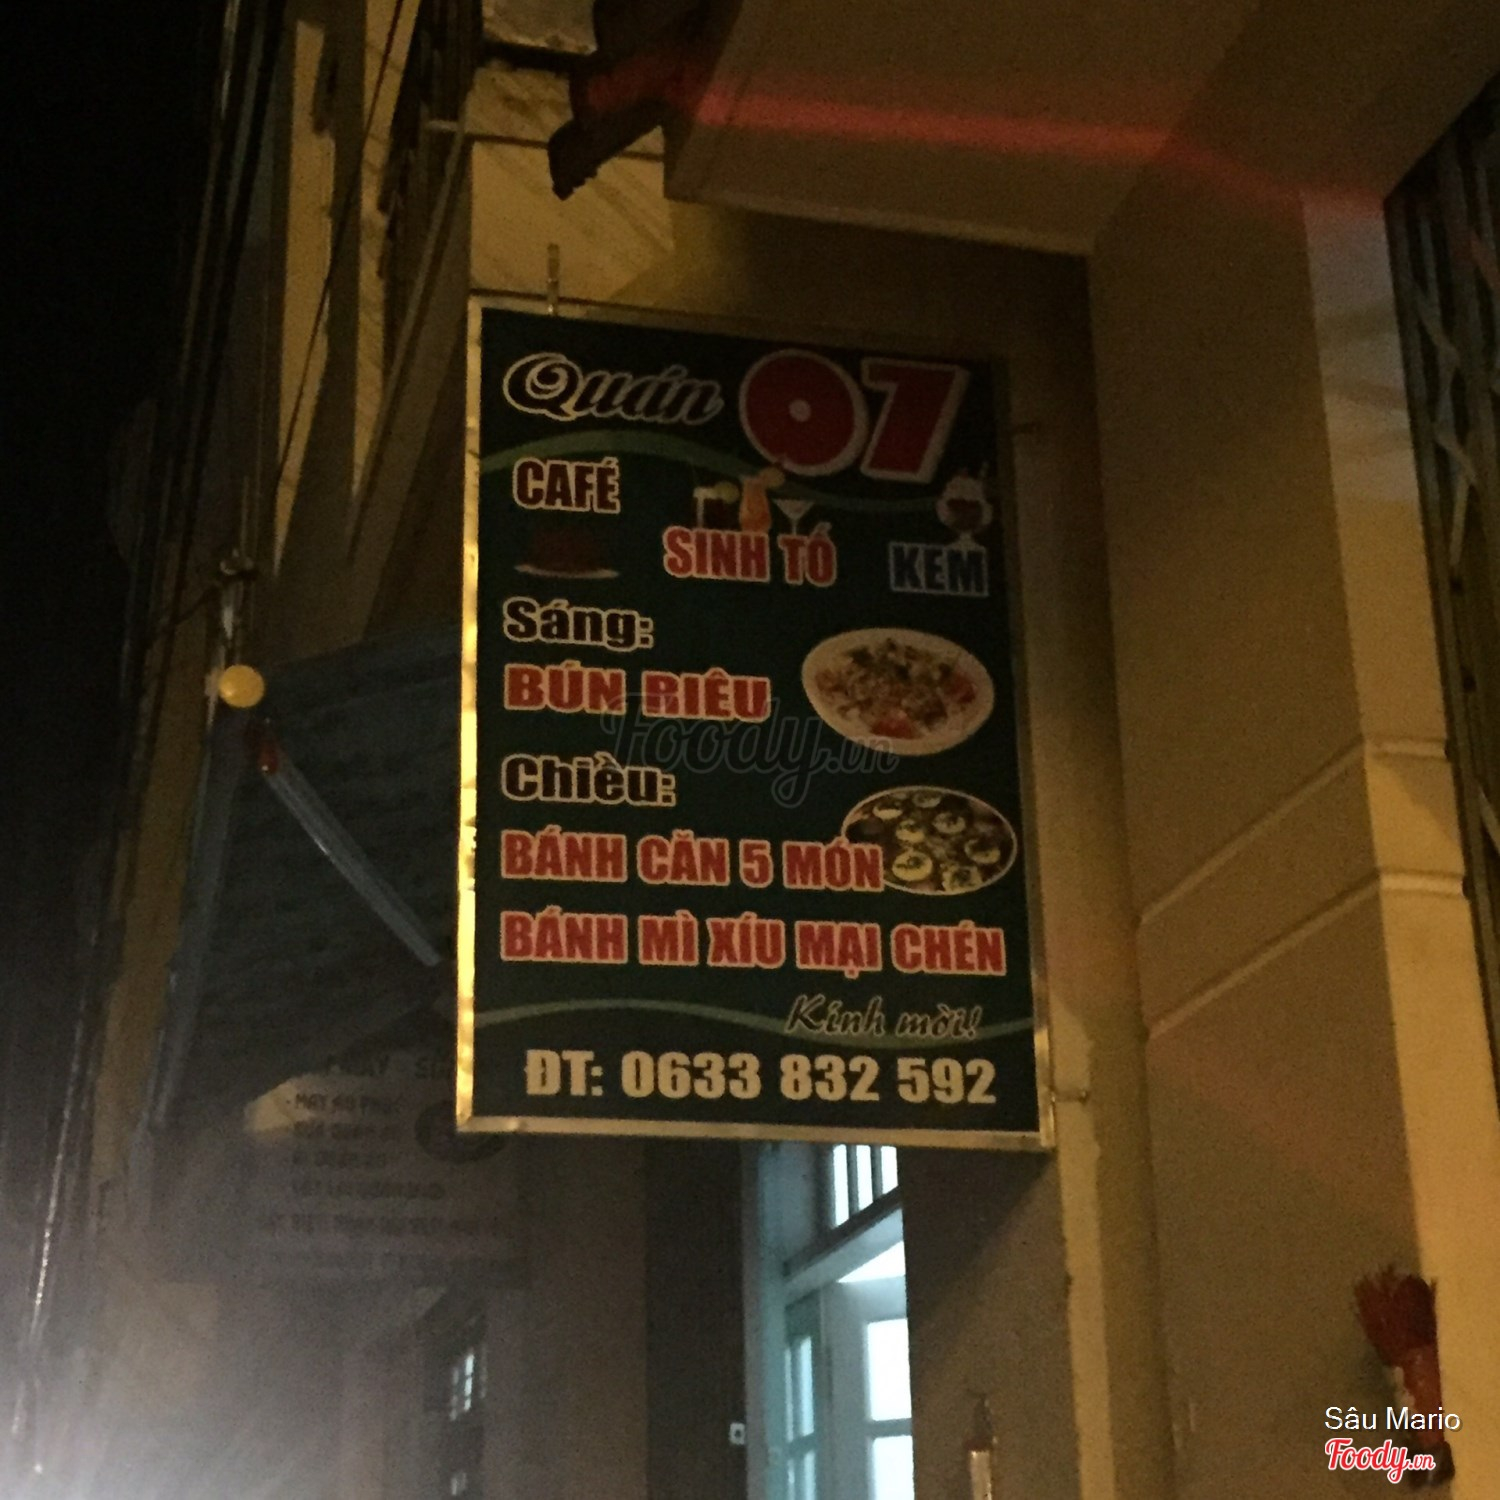 Quán 07
CAFÉ
SINH TỐ
KEM
Sáng:
BÚN RIÊU
Chiều:
BÁNH CĂN 5 MÓN
BÁNH MÌ XÍU MẠI CHÉN
Kính mời!
ĐT: 0633 832 592
Foody.vn
Sâu Mario
Foody.vn